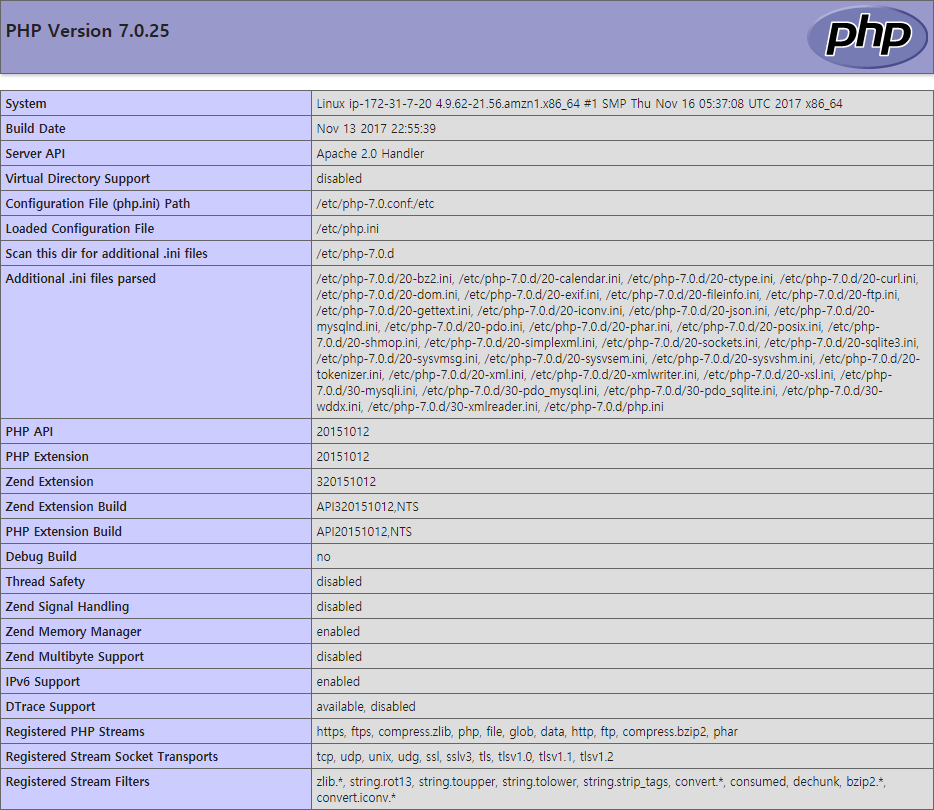 PHP Version 7.0.25
php
System Linux ip-172-31-7-20 4.9.62-21.56.amzn1.x86_64 #1 SMP Thu Nov 16 05:37:08 UTC 2017 x86_64
Build Date Nov 13 2017 22:55:39
Server API Apache 2.0 Handler
Virtual Directory Support disabled
Configuration File (php.ini) Path /etc/php-7.0.conf:/etc
Loaded Configuration File /etc/php.ini
Scan this dir for additional .ini files /etc/php-7.0.d
Additional .ini files parsed /etc/php-7.0.d/20-bz2.ini, /etc/php-7.0.d/20-calendar.ini, /etc/php-7.0.d/20-ctype.ini, /etc/php-7.0.d/20-curl.ini,
/etc/php-7.0.d/20-dom.ini, /etc/php-7.0.d/20-exif.ini, /etc/php-7.0.d/20-fileinfo.ini, /etc/php-7.0.d/20-ftp.ini,
/etc/php-7.0.d/20-gettext.ini, /etc/php-7.0.d/20-iconv.ini, /etc/php-7.0.d/20-json.ini, /etc/php-7.0.d/20-
mysqlnd.ini, /etc/php-7.0.d/20-pdo.ini, /etc/php-7.0.d/20-phar.ini, /etc/php-7.0.d/20-posix.ini, /etc/php-
7.0.d/20-shmop.ini, /etc/php-7.0.d/20-simplexml.ini, /etc/php-7.0.d/20-sockets.ini, /etc/php-7.0.d/20-sqlite3.ini,
/etc/php-7.0.d/20-sysvmsg.ini, /etc/php-7.0.d/20-sysvsem.ini, /etc/php-7.0.d/20-sysvshm.ini, /etc/php-7.0.d/20-
tokenizer.ini, /etc/php-7.0.d/20-xml.ini, /etc/php-7.0.d/20-xmlwriter.ini, /etc/php-7.0.d/20-xsl.ini, /etc/php-
7.0.d/30-mysqli.ini, /etc/php-7.0.d/30-pdo_mysql.ini, /etc/php-7.0.d/30-pdo_sqlite.ini, /etc/php-7.0.d/30-
wddx.ini, /etc/php-7.0.d/30-xmlreader.ini, /etc/php-7.0.d/php.ini
PHP API 20151012
PHP Extension 20151012
Zend Extension 320151012
Zend Extension Build API320151012,NTS
PHP Extension Build API20151012,NTS
Debug Build no
Thread Safety disabled
Zend Signal Handling disabled
Zend Memory Manager enabled
Zend Multibyte Support disabled
IPv6 Support enabled
DTrace Support available, disabled
Registered PHP Streams https, ftps, compress.zlib, php, file, glob, data, http, ftp, compress.bzip2, phar
Registered Stream Socket Transports tcp, udp, unix, udg, ssl, sslv3, tls, tlsv1.0, tlsv1.1, tlsv1.2
Registered Stream Filters zlib.*, string.rot13, string.toupper, string.tolower, string.strip_tags, convert.*, consumed, dechunk, bzip2.*,
convert.iconv.*